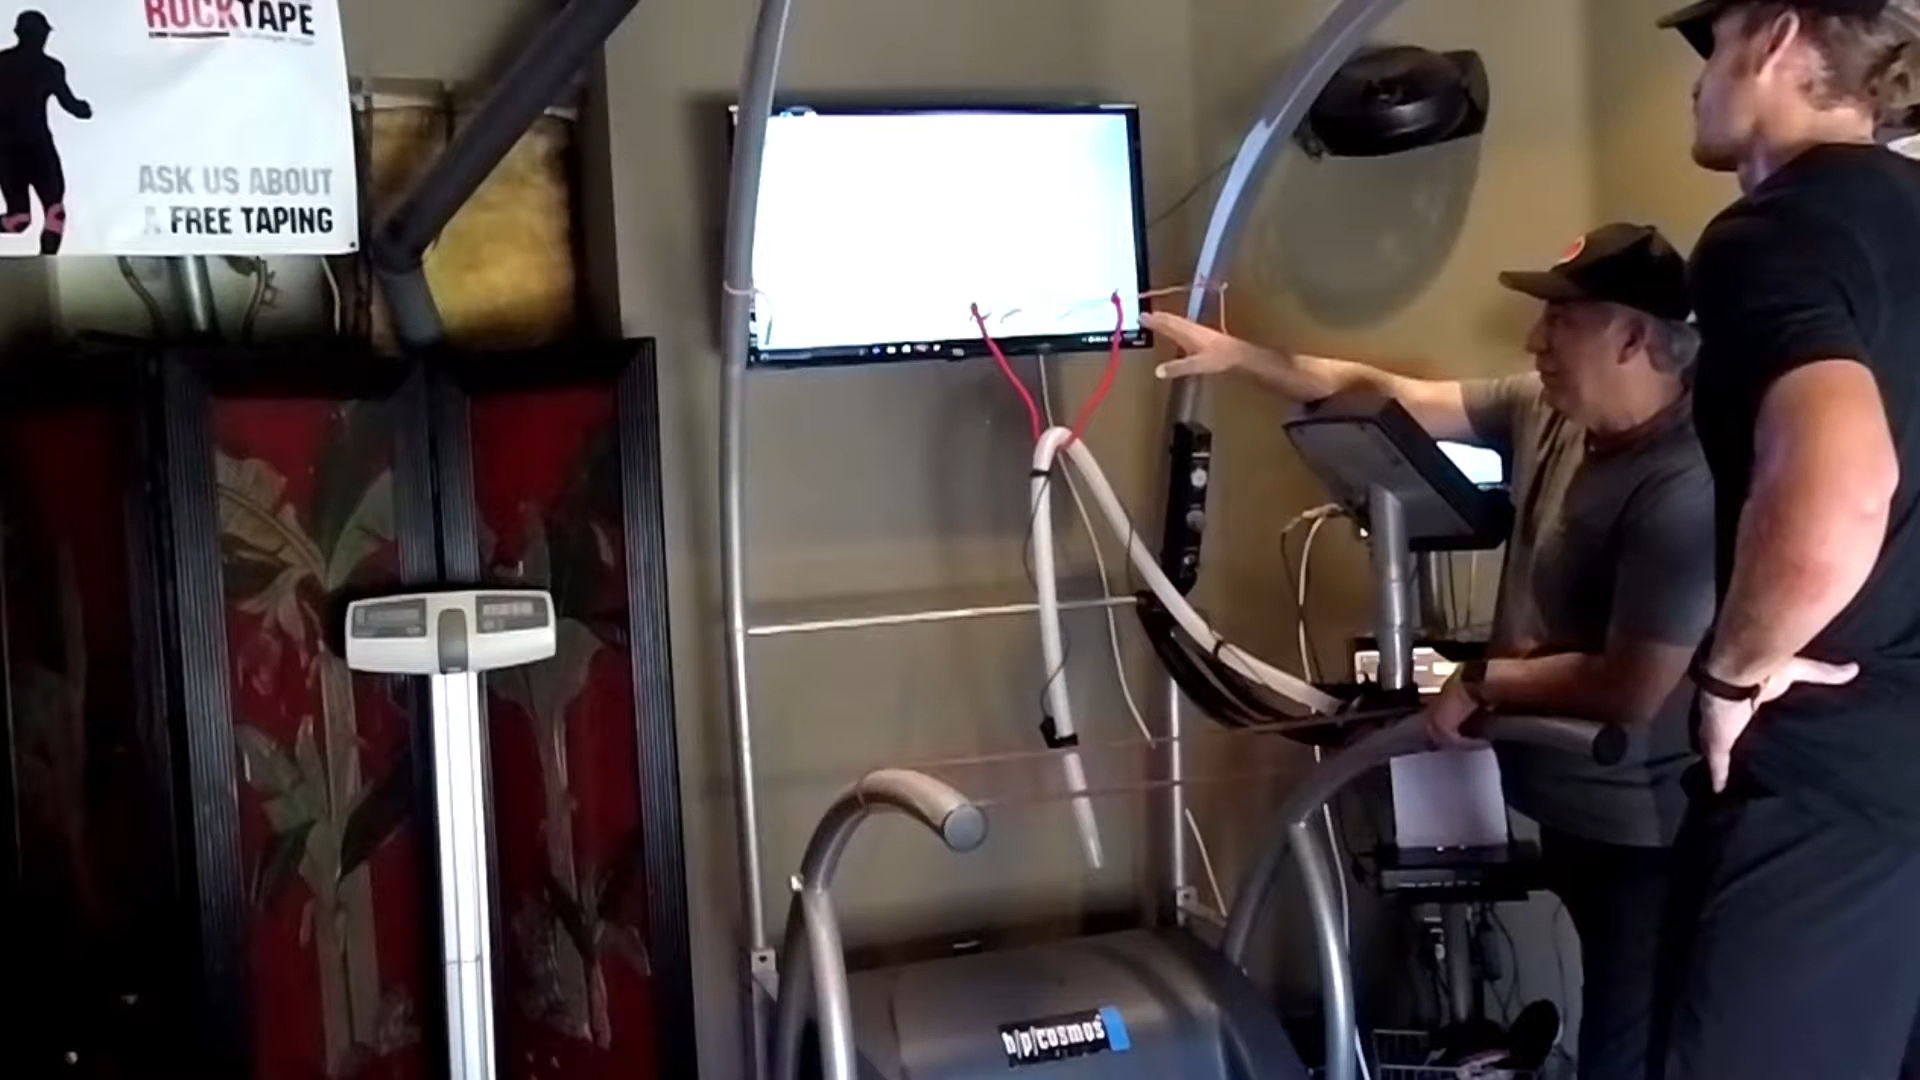 ROCKTAPE
ASK US ABOUT
A FREE TAPING
h/p/cosmos